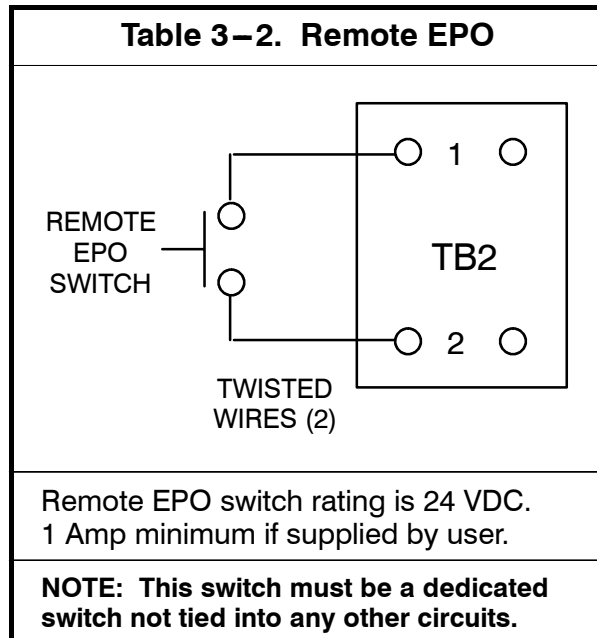 Table 3–2. Remote EPO
1
REMOTE
EPO
SWITCH
TB2
2
TWISTED
WIRES (2)
Remote EPO switch rating is 24 VDC.
1 Amp minimum if supplied by user.
NOTE: This switch must be a dedicated
switch not tied into any other circuits.